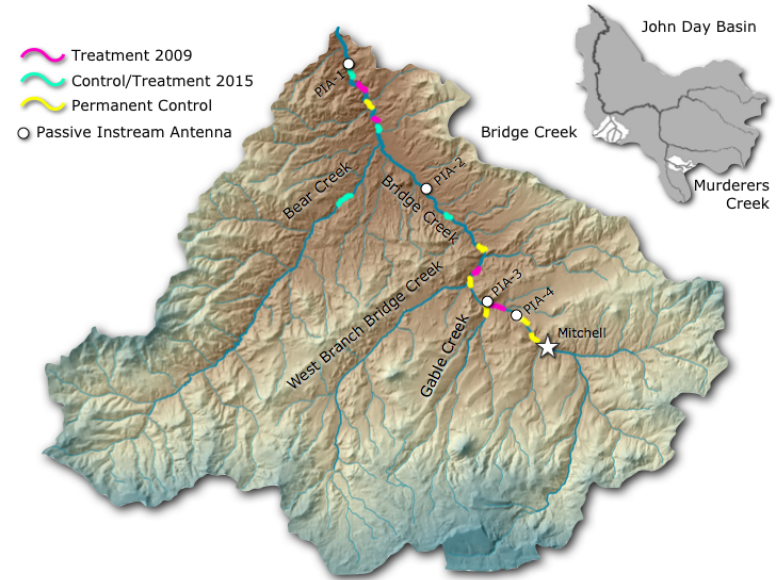 Treatment 2009
Control/Treatment 2015
Permanent Control
Passive Instream Antenna
John Day Basin
Bridge Creek
Murderers
Creek
PIA-1
PIA-2
Bear Creek
Bridge Creek
West Branch Bridge Creek
PIA-3
PIA-4
Gable Creek
Mitchell